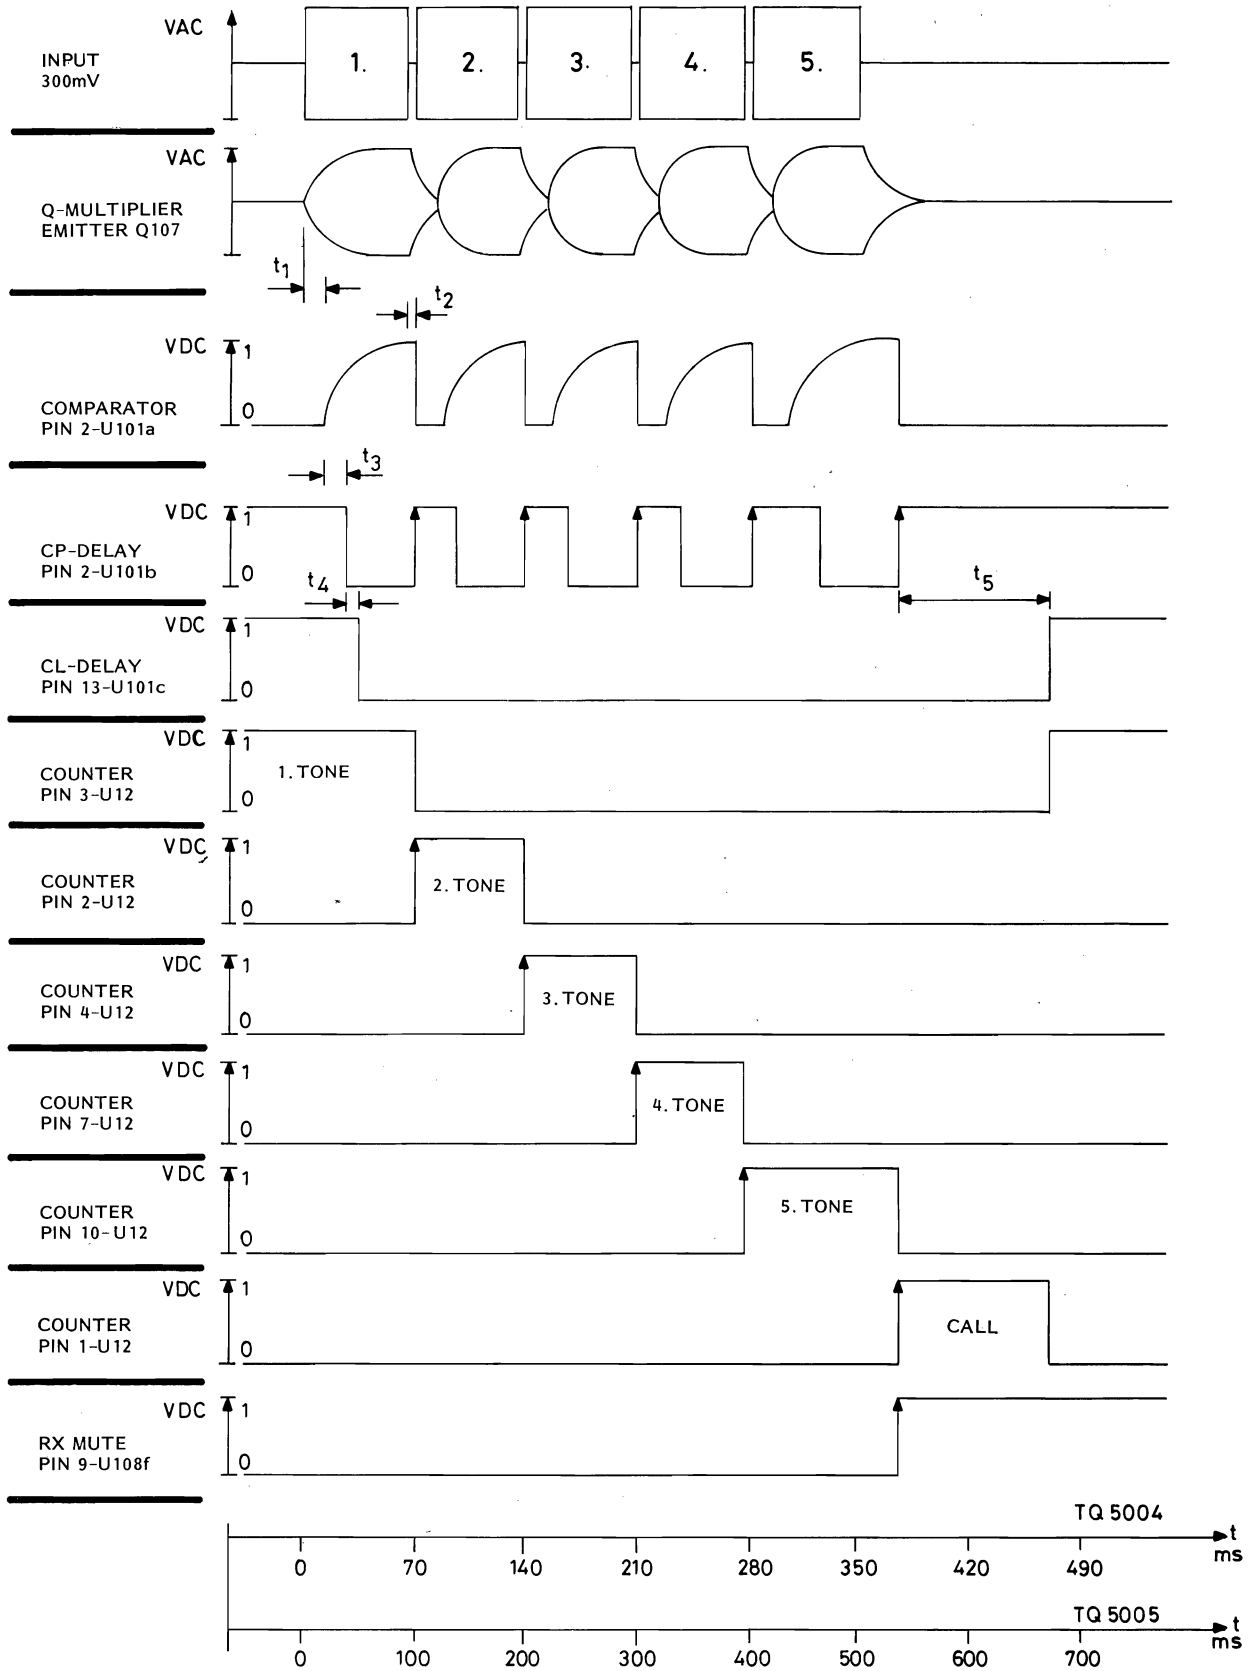 VAC
INPUT
300mV
1. 2. 3. 4. 5.
VAC
Q-MULTIPLIER
EMITTER Q107
t1
t2
VDC 1
COMPARATOR 0
PIN 2-U101a
t3
VDC 1
CP-DELAY
PIN 2-U101b 0
t4
t5
VDC 1
CL-DELAY
PIN 13-U101c 0
VDC 1
COUNTER 1. TONE
PIN 3-U12 0
VDC 1
COUNTER 2. TONE
PIN 2-U12 0
VDC 1
COUNTER 3. TONE
PIN 4-U12 0
VDC 1
COUNTER 4. TONE
PIN 7-U12 0
VDC 1
COUNTER 5. TONE
PIN 10-U12 0
VDC 1
COUNTER CALL
PIN 1-U12 0
VDC 1
RX MUTE
PIN 9-U108f 0
TQ 5004
t
ms
0 70 140 210 280 350 420 490
TQ 5005
t
ms
0 100 200 300 400 500 600 700